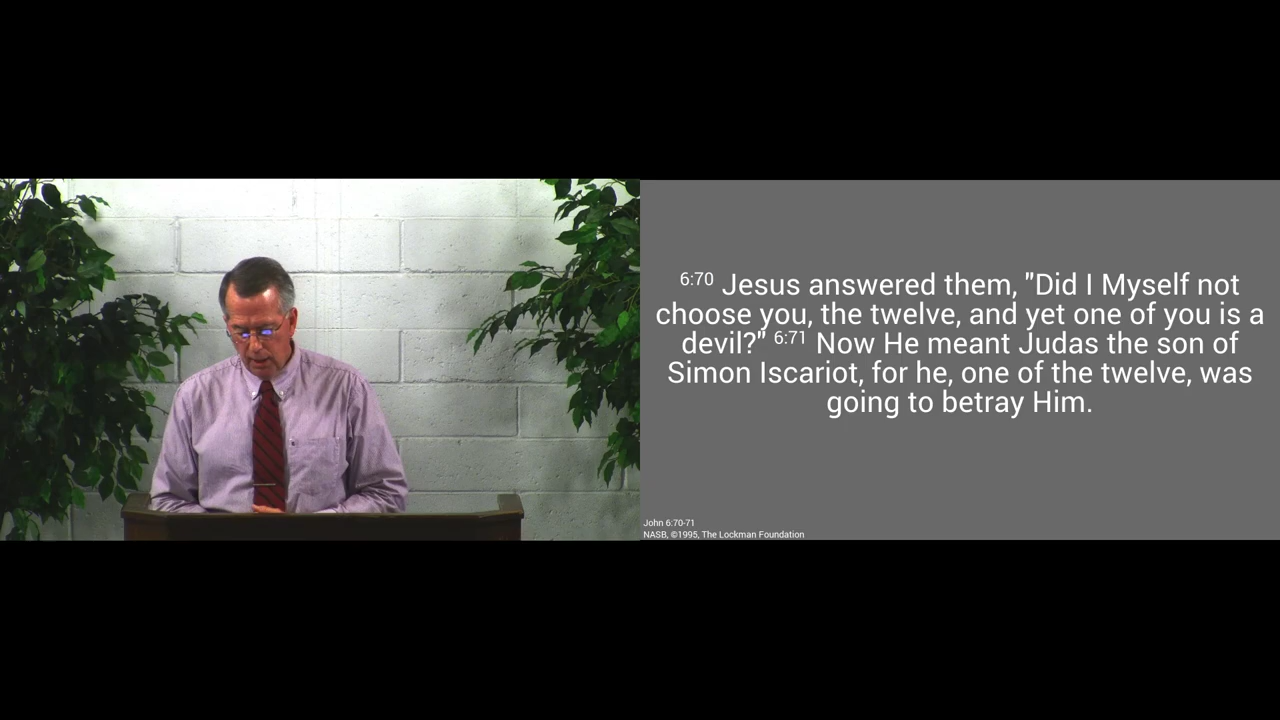 6:70 Jesus answered them, "Did I Myself not
choose you, the twelve, and yet one of you is a
devil?" 6:71 Now He meant Judas the son of
Simon Iscariot, for he, one of the twelve, was
going to betray Him.
John 6:70-71
NASB, ©1995, The Lockman Foundation